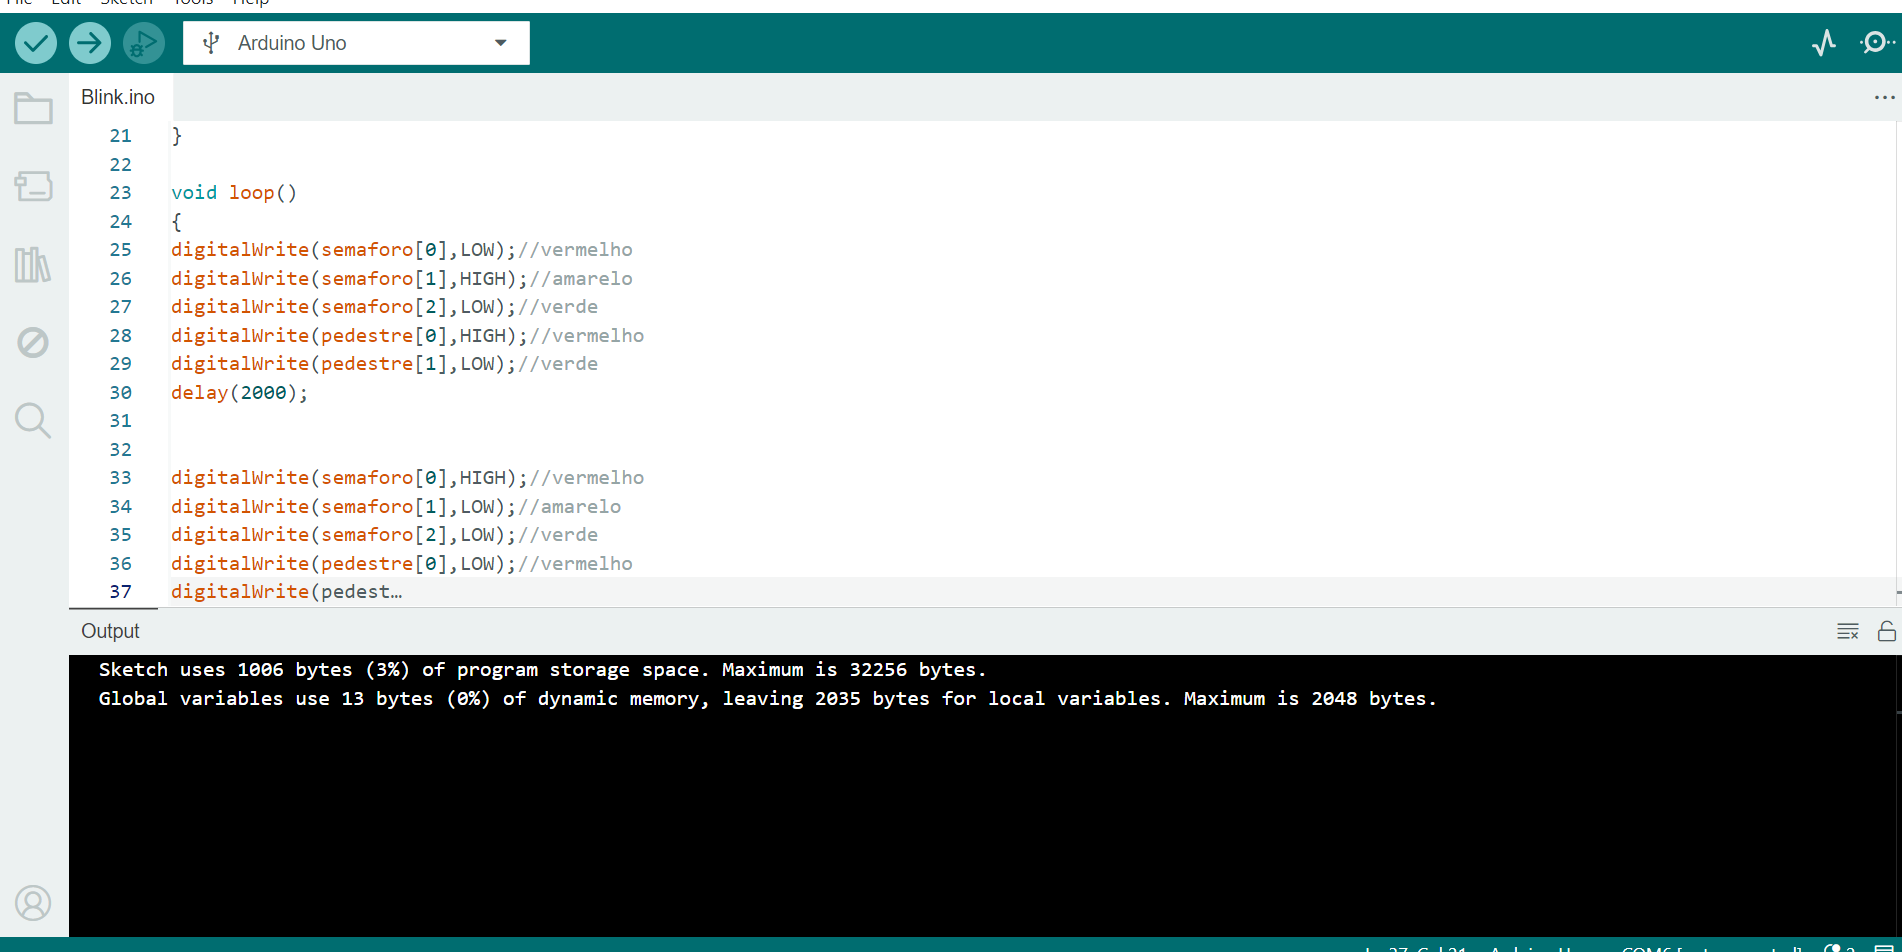 File Edit Sketch Tools Help
Arduino Uno
Blink.ino
21 }
22
23 void loop()
24 {
25 digitalWrite(semaforo[0],LOW);//vermelho
26 digitalWrite(semaforo[1],HIGH);//amarelo
27 digitalWrite(semaforo[2],LOW);//verde
28 digitalWrite(pedestre[0],HIGH);//vermelho
29 digitalWrite(pedestre[1],LOW);//verde
30 delay(2000);
31
32
33 digitalWrite(semaforo[0],HIGH);//vermelho
34 digitalWrite(semaforo[1],LOW);//amarelo
35 digitalWrite(semaforo[2],LOW);//verde
36 digitalWrite(pedestre[0],LOW);//vermelho
37 digitalWrite(pedest…
Output
Sketch uses 1006 bytes (3%) of program storage space. Maximum is 32256 bytes.
Global variables use 13 bytes (0%) of dynamic memory, leaving 2035 bytes for local variables. Maximum is 2048 bytes.